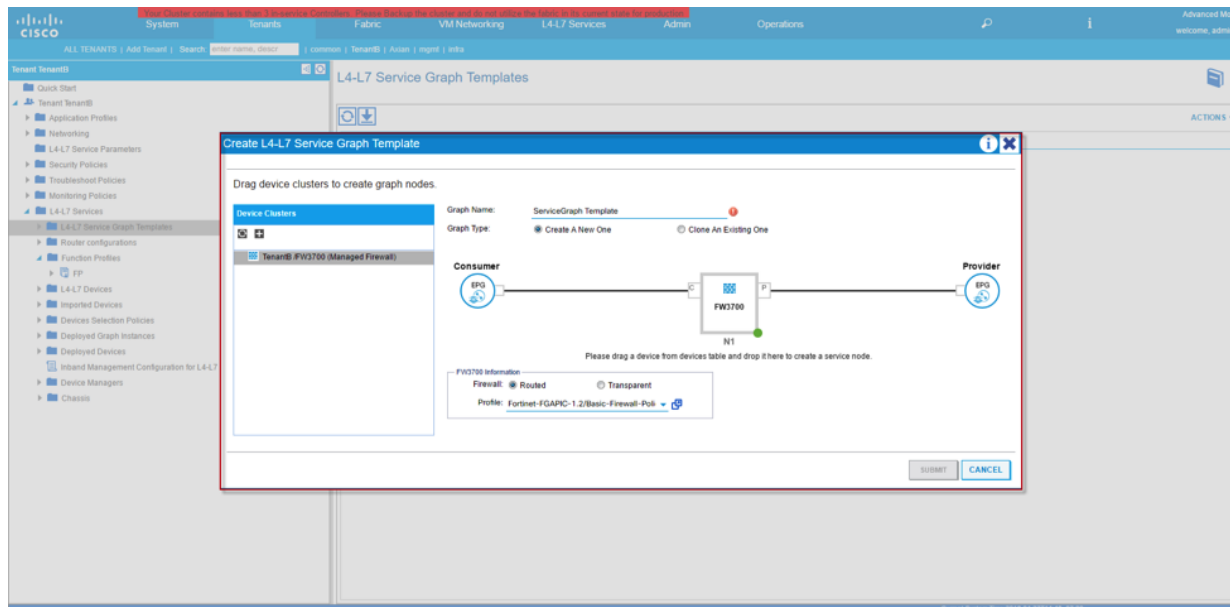 Your Cluster contains less than 3 in-service Controllers. Please Backup the cluster and do not utilize the fabric in its current state for production
CISCO
System Tenants Fabric VM Networking L4-L7 Services Admin Operations
i
Advanced Mo
welcome, admi
ALL TENANTS | Add Tenant | Search: enter name, descr | common | TenantB | Asian | mgmt | infra
Tenant TenantB
Quick Start
Tenant TenantB
Application Profiles
Networking
L4-L7 Service Parameters
Security Policies
Troubleshoot Policies
Monitoring Policies
L4-L7 Services
L4-L7 Service Graph Templates
Router configurations
Function Profiles
FP
L4-L7 Devices
Imported Devices
Devices Selection Policies
Deployed Graph Instances
Deployed Devices
Inband Management Configuration for L4-L7
Device Managers
Chassis
L4-L7 Service Graph Templates
ACTIONS
Create L4-L7 Service Graph Template
i
Drag device clusters to create graph nodes.
Device Clusters
TenantB/FW3700 (Managed Firewall)
Graph Name: ServiceGraph Template
Graph Type: Create A New One Clone An Existing One
Consumer
EPG
C
FW3700
P
N1
Provider
EPG
Please drag a device from devices table and drop it here to create a service node.
FW3700 Information
Firewall: Routed Transparent
Profile: Fortinet-FGAPIC-1.2/Basic-Firewall-Poli
SUBMIT CANCEL